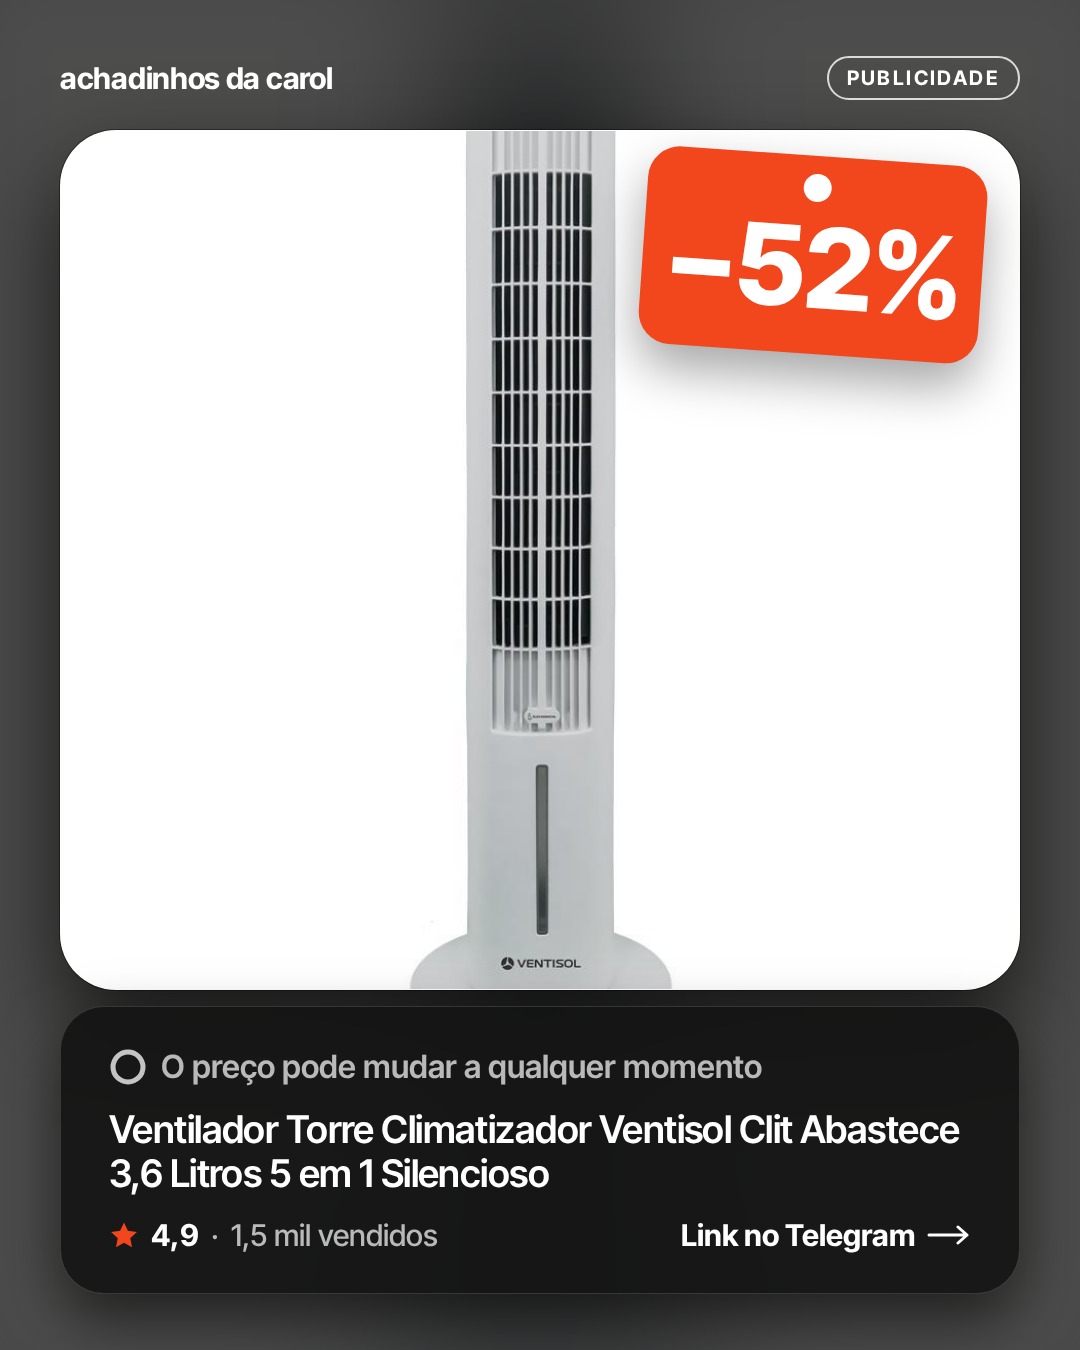 achadinhos da carol
PUBLICIDADE
−52%
VENTISOL
O preço pode mudar a qualquer momento
Ventilador Torre Climatizador Ventisol Clit Abastece
3,6 Litros 5 em 1 Silencioso
4,9 · 1,5 mil vendidos
Link no Telegram →